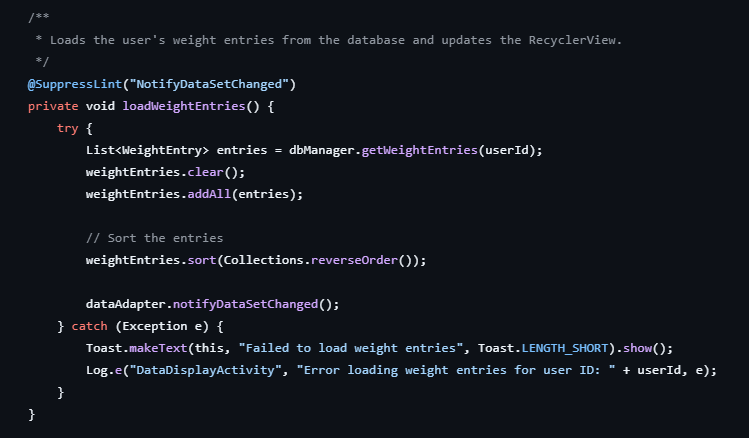 /**
 * Loads the user's weight entries from the database and updates the RecyclerView.
 */
@SuppressLint("NotifyDataSetChanged")
private void loadWeightEntries() {
    try {
        List<WeightEntry> entries = dbManager.getWeightEntries(userId);
        weightEntries.clear();
        weightEntries.addAll(entries);

        // Sort the entries
        weightEntries.sort(Collections.reverseOrder());

        dataAdapter.notifyDataSetChanged();
    } catch (Exception e) {
        Toast.makeText(this, "Failed to load weight entries", Toast.LENGTH_SHORT).show();
        Log.e("DataDisplayActivity", "Error loading weight entries for user ID: " + userId, e);
    }
}